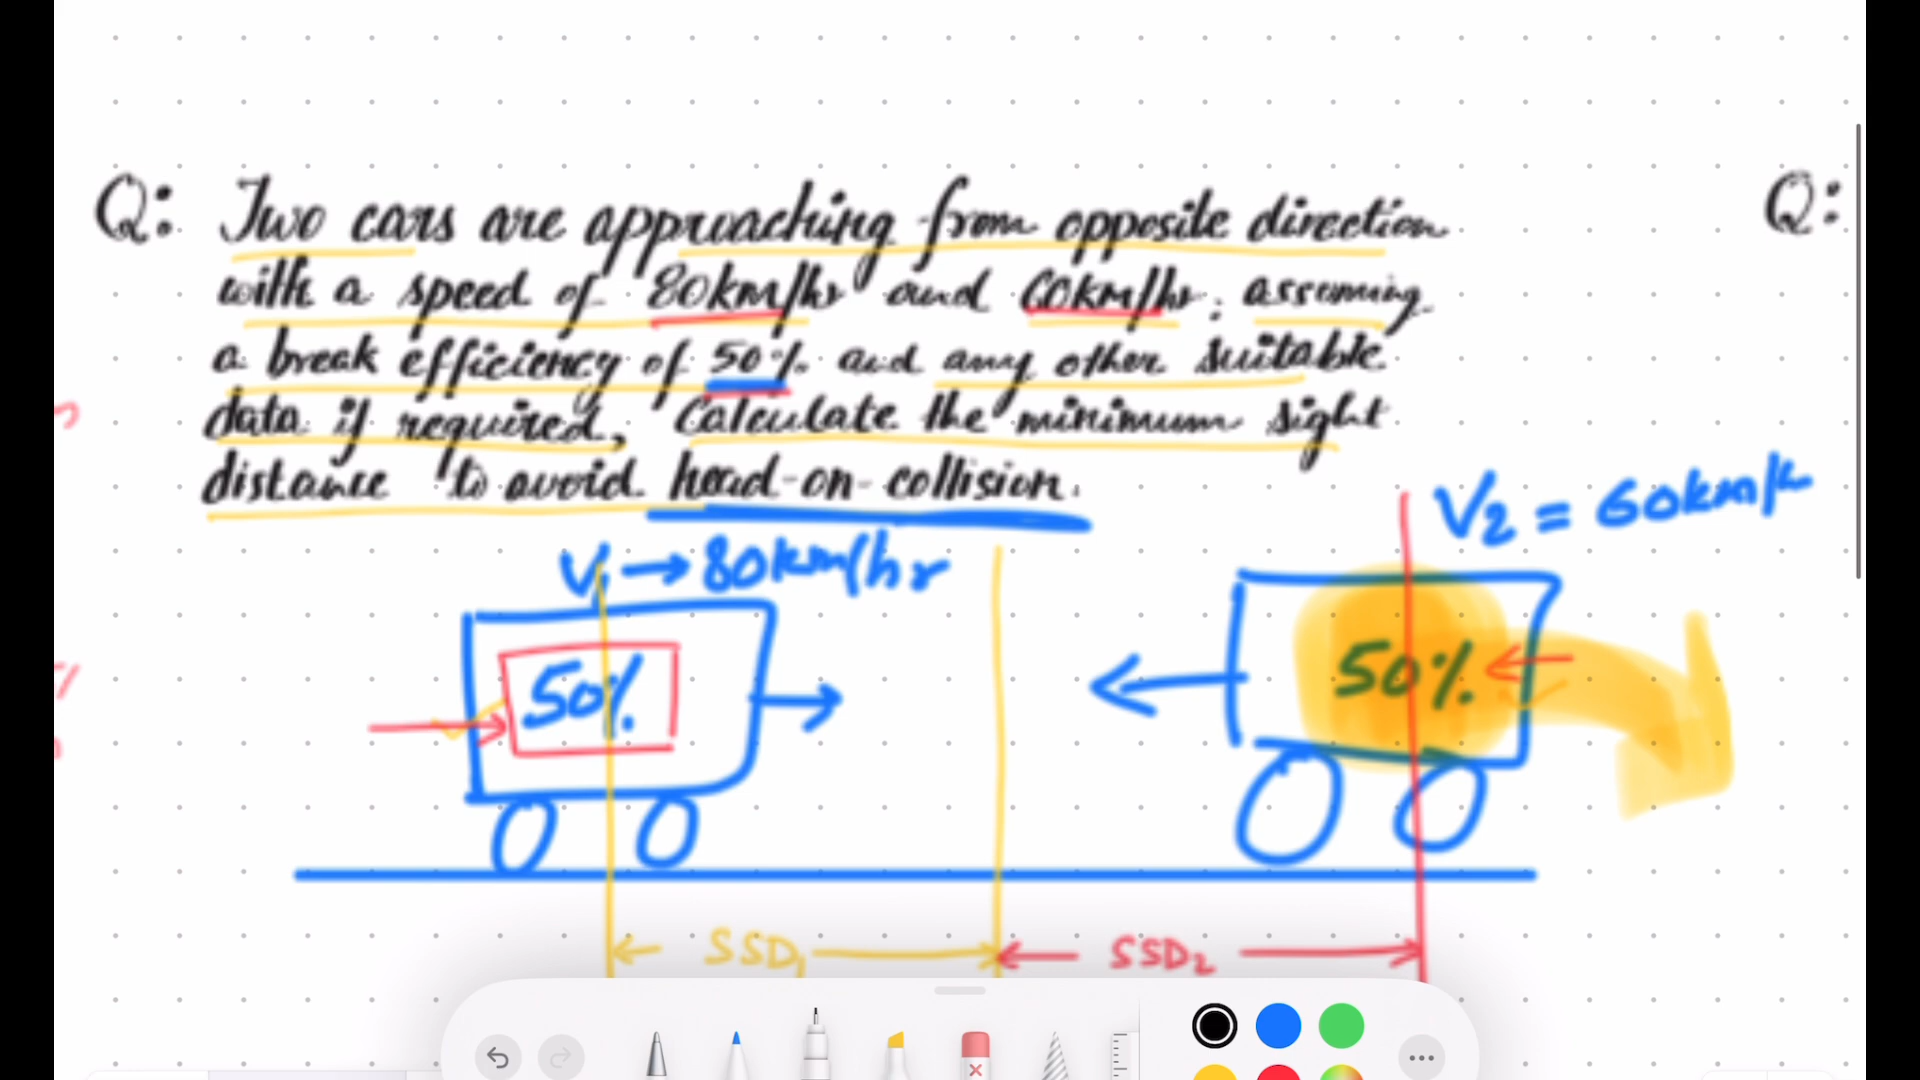 Q: Two cars are approaching from opposite direction Q:
with a speed of 80km/hr and 60km/hr. assuming
a break efficiency of 50% and any other suitable
data if required, Calculate the minimum sight
distance to avoid head-on-collision.
V2 = 60km/h
V1 → 80km/hr
50% 50%
SSD1 SSD2